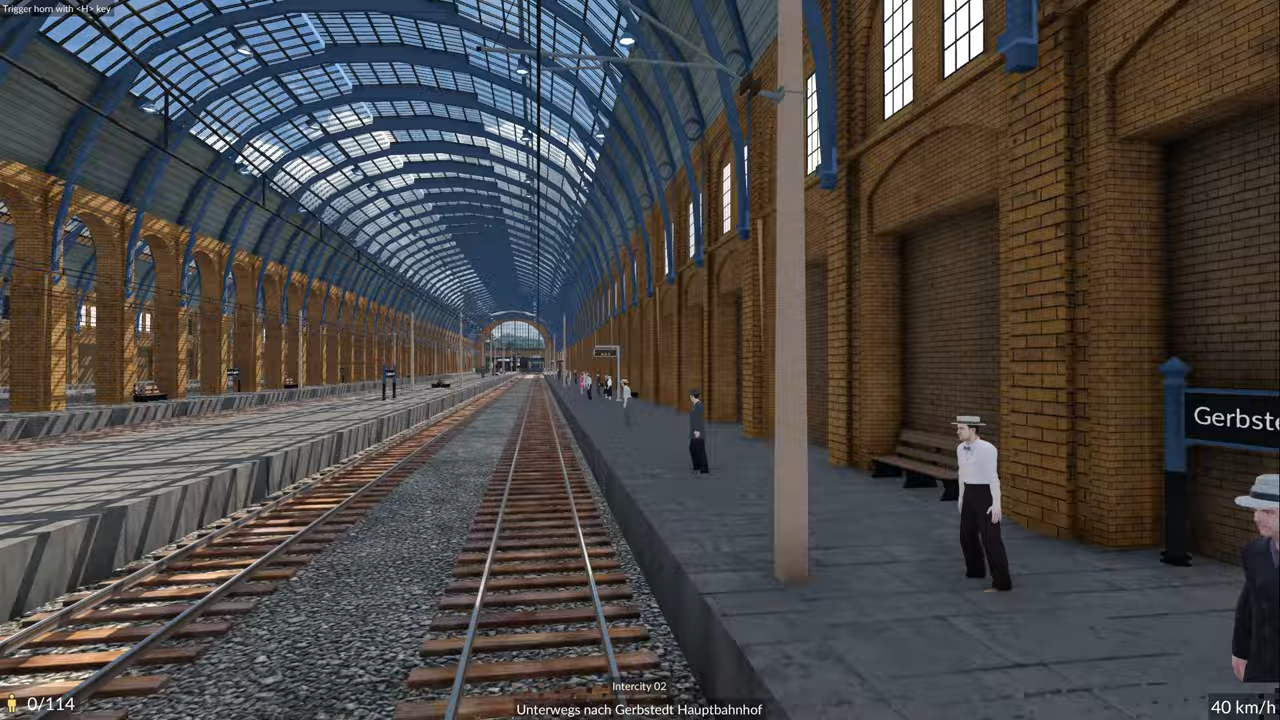 Trigger horn with <H> key
Gerbste
Intercity 02
0/114
Unterwegs nach Gerbstedt Hauptbahnhof
40 km/h